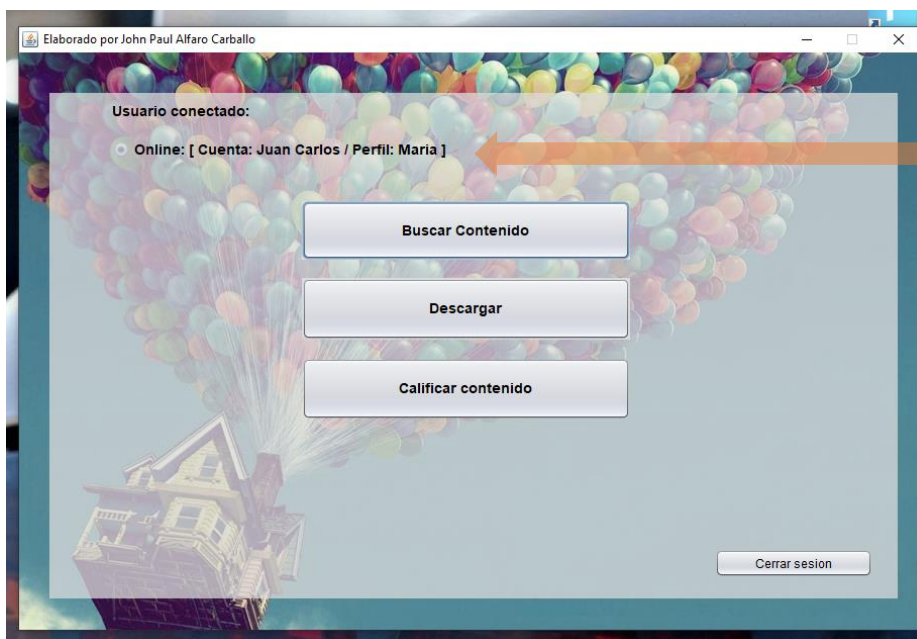 Elaborado por John Paul Alfaro Carballo
Usuario conectado:
Online: [ Cuenta: Juan Carlos / Perfil: Maria ]
Buscar Contenido
Descargar
Calificar contenido
Cerrar sesion